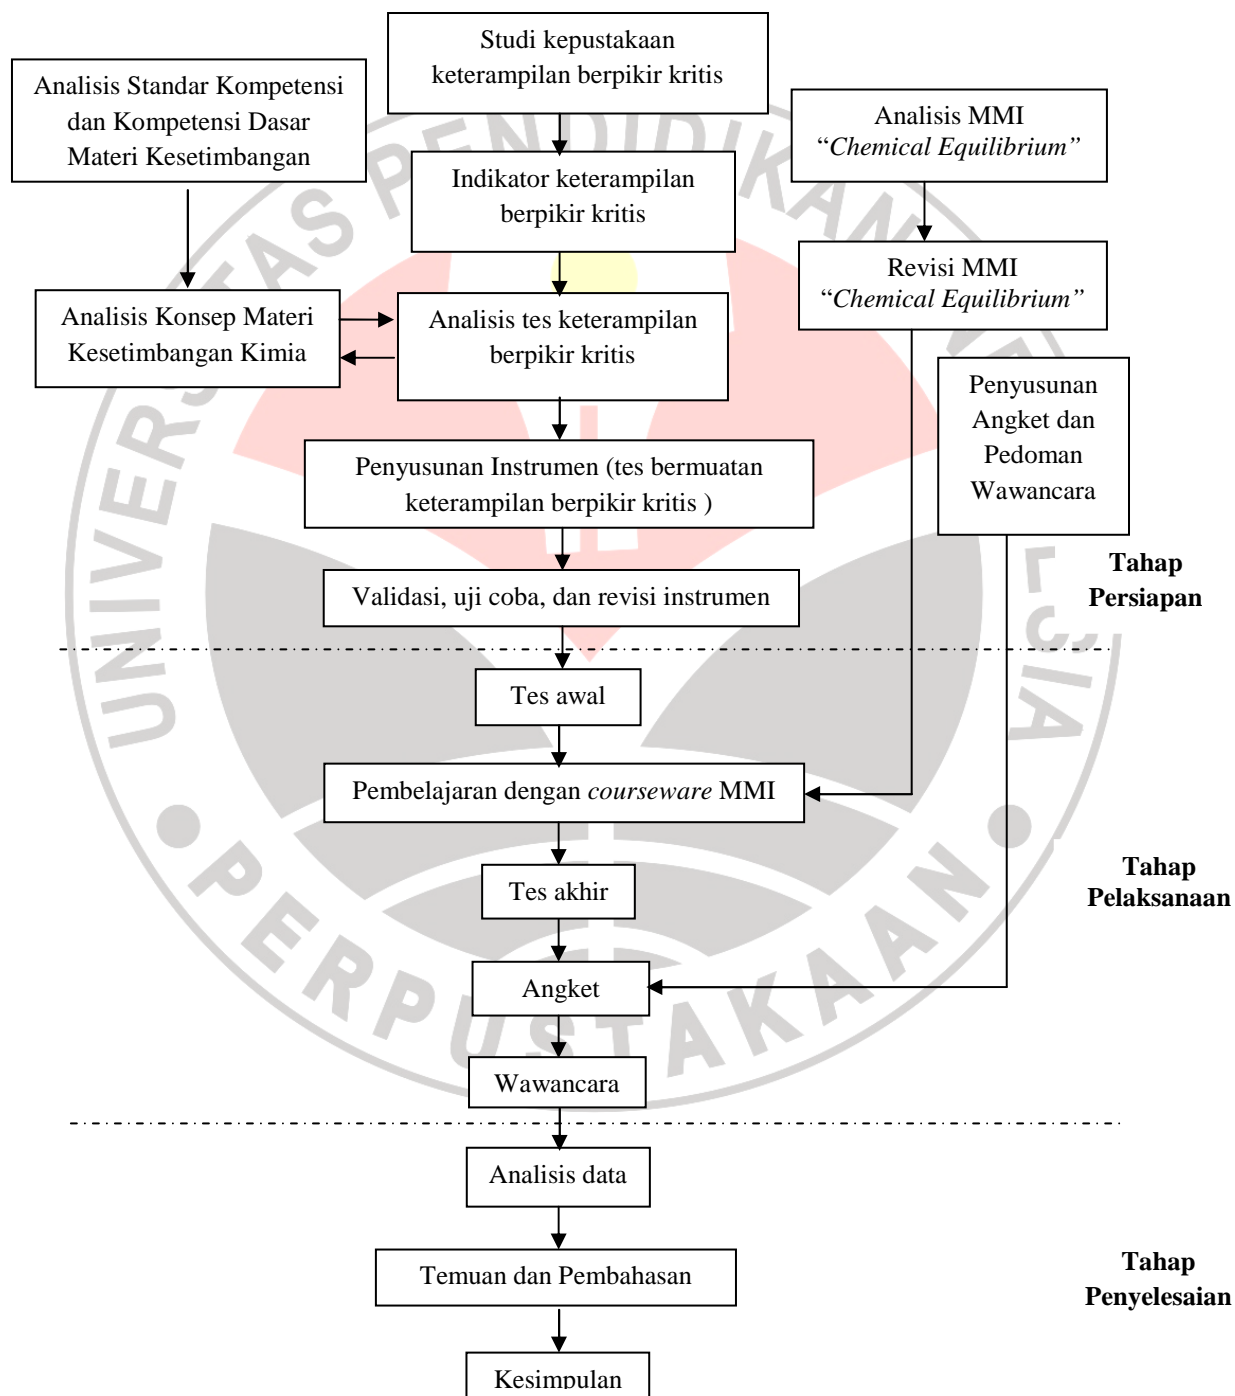 Studi kepustakaan
keterampilan berpikir kritis
Analisis Standar Kompetensi
dan Kompetensi Dasar
Materi Kesetimbangan
Analisis MMI
“Chemical Equilibrium”
Indikator keterampilan
berpikir kritis
Revisi MMI
“Chemical Equilibrium”
Analisis Konsep Materi
Kesetimbangan Kimia
Analisis tes keterampilan
berpikir kritis
Penyusunan
Angket dan
Pedoman
Wawancara
Penyusunan Instrumen (tes bermuatan
keterampilan berpikir kritis )
Validasi, uji coba, dan revisi instrumen
Tahap
Persiapan
Tes awal
Pembelajaran dengan courseware MMI
Tes akhir
Angket
Wawancara
Tahap
Pelaksanaan
Analisis data
Temuan dan Pembahasan
Kesimpulan
Tahap
Penyelesaian
UNIVERSITAS PENDIDIKAN
PERPUSTAKAAN